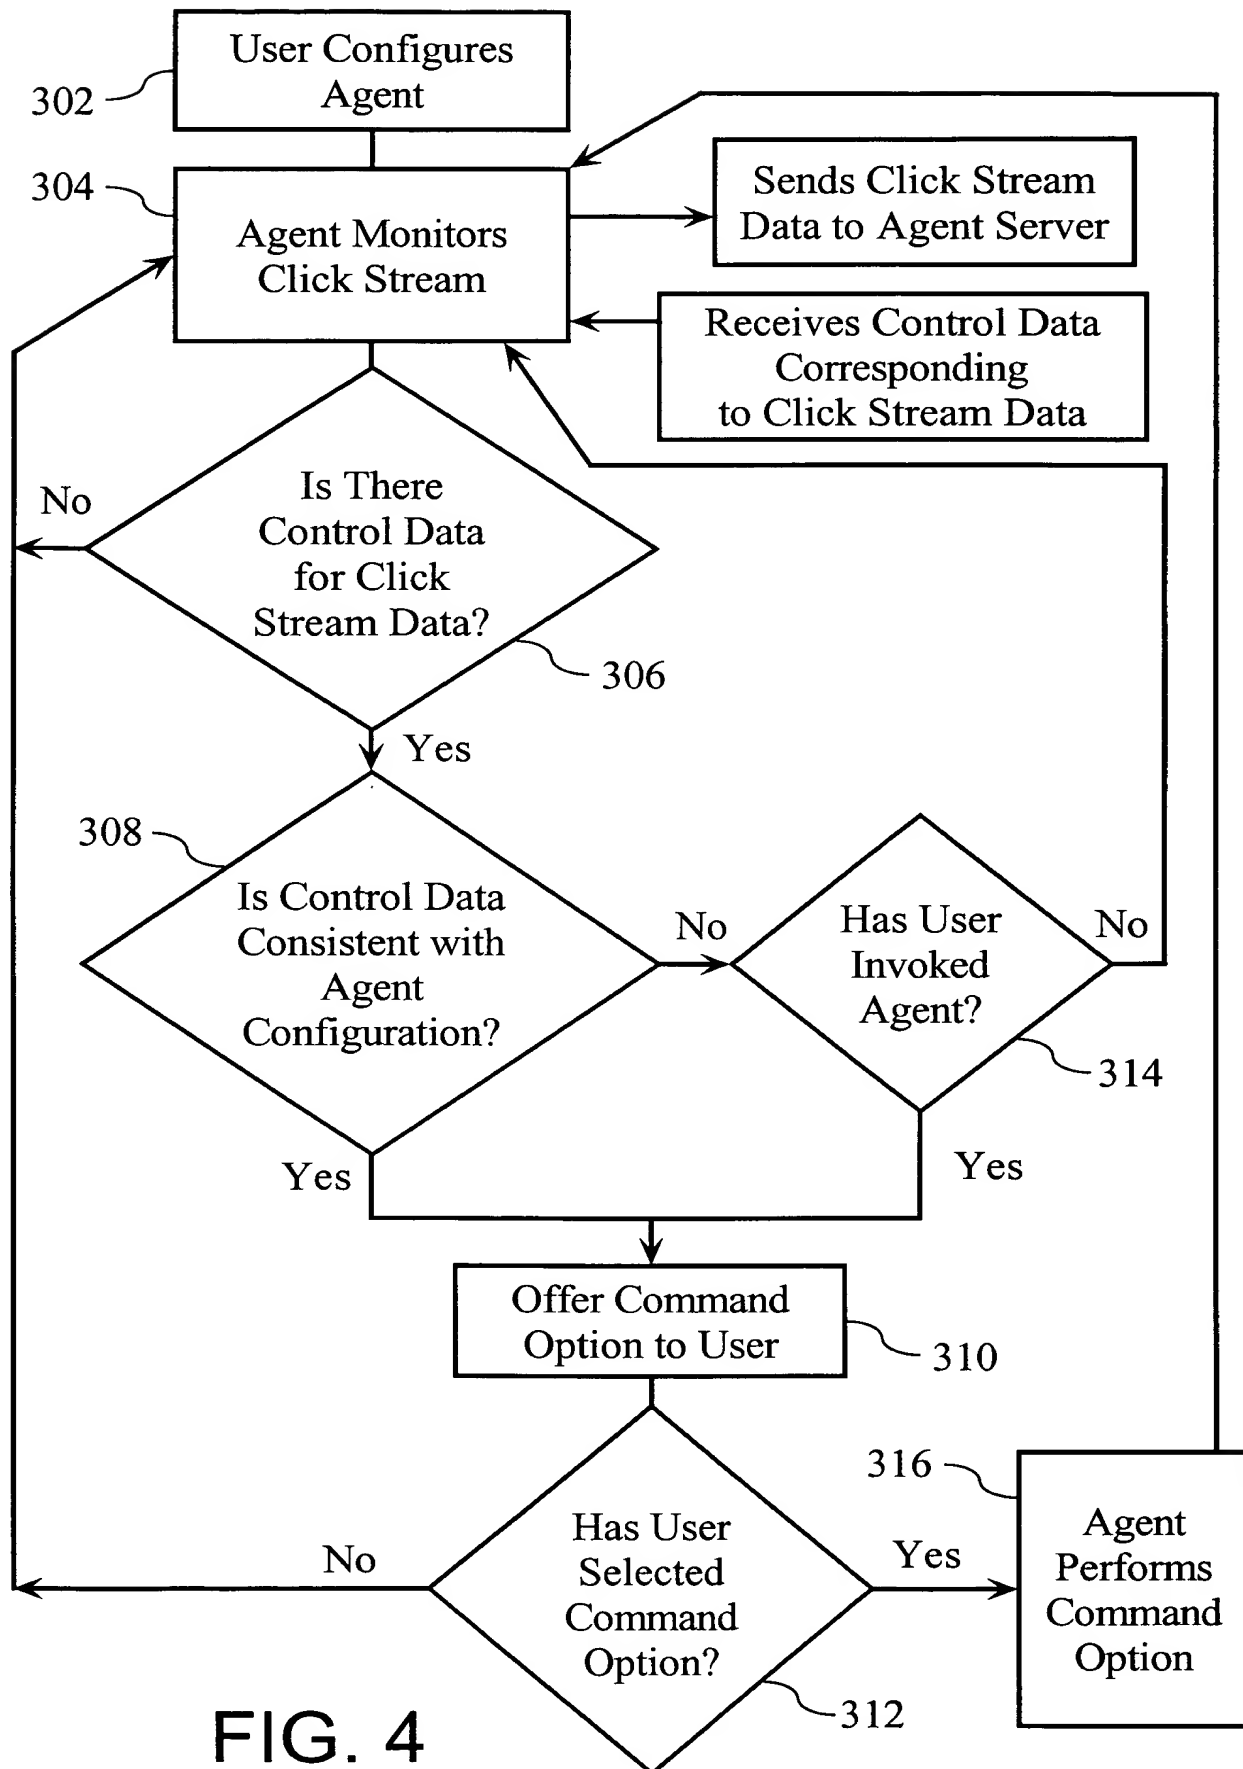 User Configures
Agent
302
304
Agent Monitors
Click Stream
Sends Click Stream
Data to Agent Server
Receives Control Data
Corresponding
to Click Stream Data
No
Is There
Control Data
for Click
Stream Data?
306
Yes
308
Is Control Data
Consistent with
Agent
Configuration?
No
Has User
Invoked
Agent?
No
314
Yes
Yes
Offer Command
Option to User
310
316
Agent
Performs
Command
Option
No
Has User
Selected
Command
Option?
Yes
312
FIG. 4